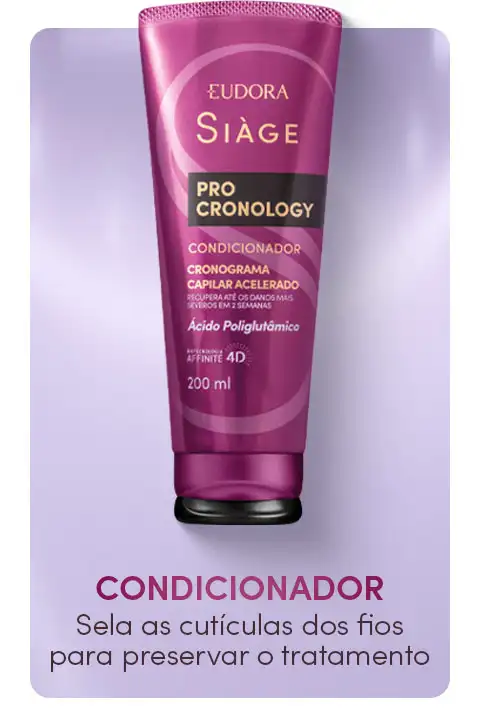 EUDORA
SIÀGE
PRO
CRONOLOGY
CONDICIONADOR
CRONOGRAMA
CAPILAR ACELERADO
RECUPERA ATÉ OS DANOS MAIS
SEVEROS EM 2 SEMANAS
Ácido Poliglutâmico
AFFINITÉ 4D
200 ml
CONDICIONADOR
Sela as cutículas dos fios
para preservar o tratamento